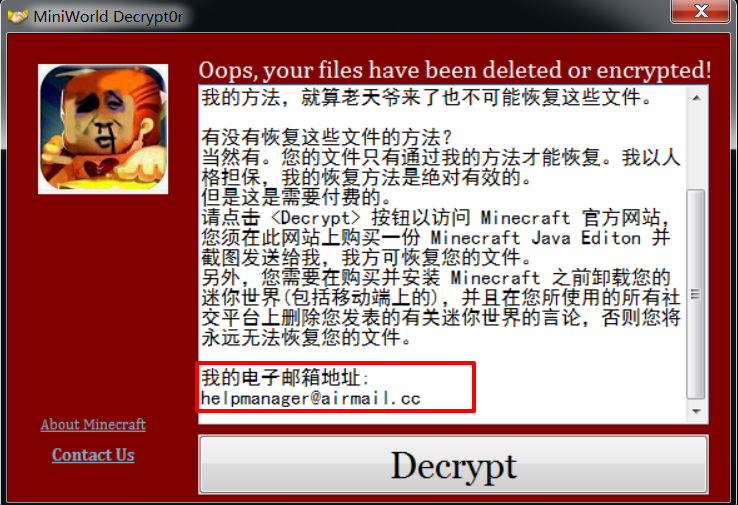 MiniWorld Decrypt0r
Oops, your files have been deleted or encrypted!
我的方法，就算老天爷来了也不可能恢复这些文件。
有没有恢复这些文件的方法?
当然有。您的文件只有通过我的方法才能恢复。我以人
格担保，我的恢复方法是绝对有效的。
但是这是需要付费的。
请点击 <Decrypt> 按钮以访问 Minecraft 官方网站，
您须在此网站上购买一份 Minecraft Java Editon 并
截图发送给我，我方可恢复您的文件。
另外，您需要在购买并安装 Minecraft 之前卸载您的
迷你世界(包括移动端上的)，并且在您所使用的所有社
交平台上删除您发表的有关迷你世界的言论，否则您将
永远无法恢复您的文件。
我的电子邮箱地址:
helpmanager@airmail.cc
About Minecraft
Contact Us
Decrypt